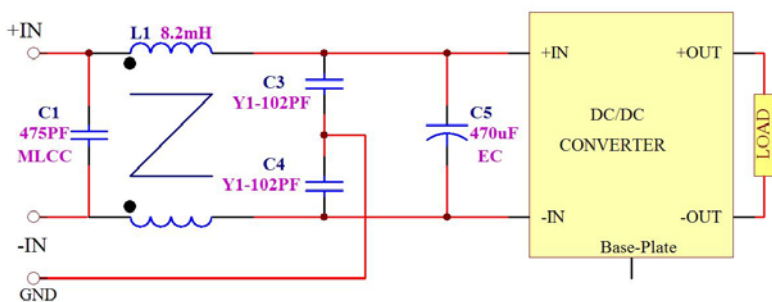 +IN
L1 8.2mH
C1
475PF
MLCC
C3
Y1-102PF
C4
Y1-102PF
C5
470uF
EC
+IN
+OUT
DC/DC
CONVERTER
LOAD
-IN
-OUT
Base-Plate
-IN
GND